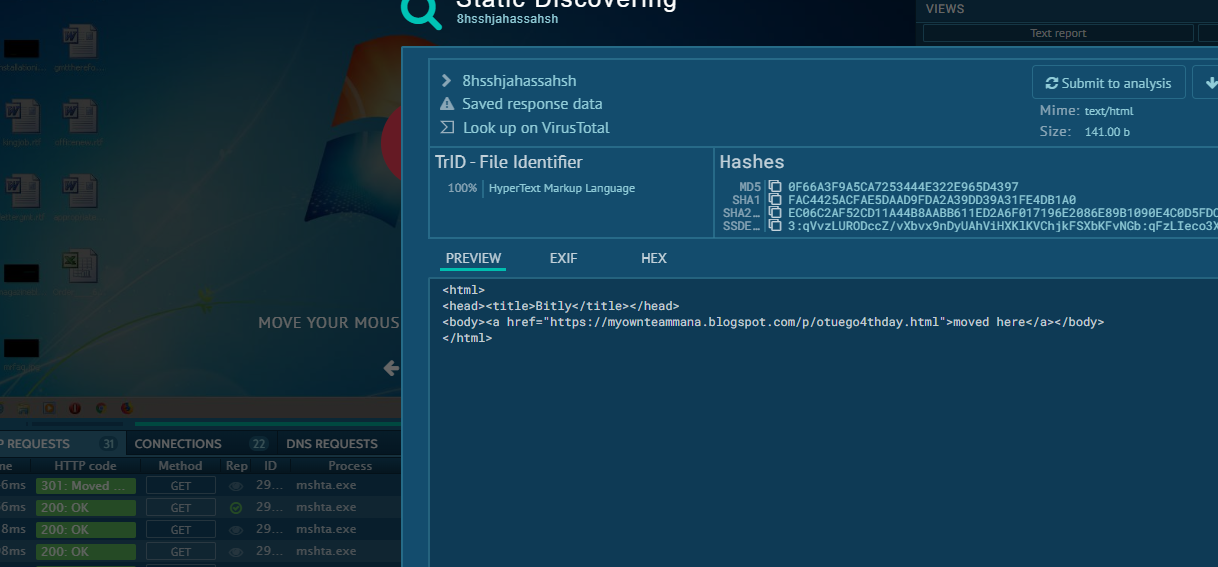 Static Discovering
8hsshjahassahsh
VIEWS
Text report
8hsshjahassahsh
Saved response data
Look up on VirusTotal
Submit to analysis
Mime: text/html
Size: 141.00 b
TrID - File Identifier
100% HyperText Markup Language
Hashes
MD5 0F66A3F9A5CA7253444E322E965D4397
SHA1 FAC4425ACFAE5DAAD9FDA2A39DD39A31FE4DB1A0
SHA2... EC06C2AF52CD11A44B8AABB611ED2A6F017196E2086E89B1090E4C0D5FDC
SSDE... 3:qVvzLURODccZ/vXbvx9nDyUAhViHXKlKVChjkFSXbKFvNGb:qFzLIeco3X
PREVIEW EXIF HEX
<html>
<head><title>Bitly</title></head>
<body><a href="https://myownteammana.blogspot.com/p/otuego4thday.html">moved here</a></body>
</html>
MOVE YOUR MOUS
P REQUESTS 31 CONNECTIONS 22 DNS REQUESTS
me HTTP code Method Rep ID Process
6ms 301: Moved ... GET 29... mshta.exe
6ms 200: OK GET 29... mshta.exe
8ms 200: OK GET 29... mshta.exe
8ms 200: OK GET 29... mshta.exe